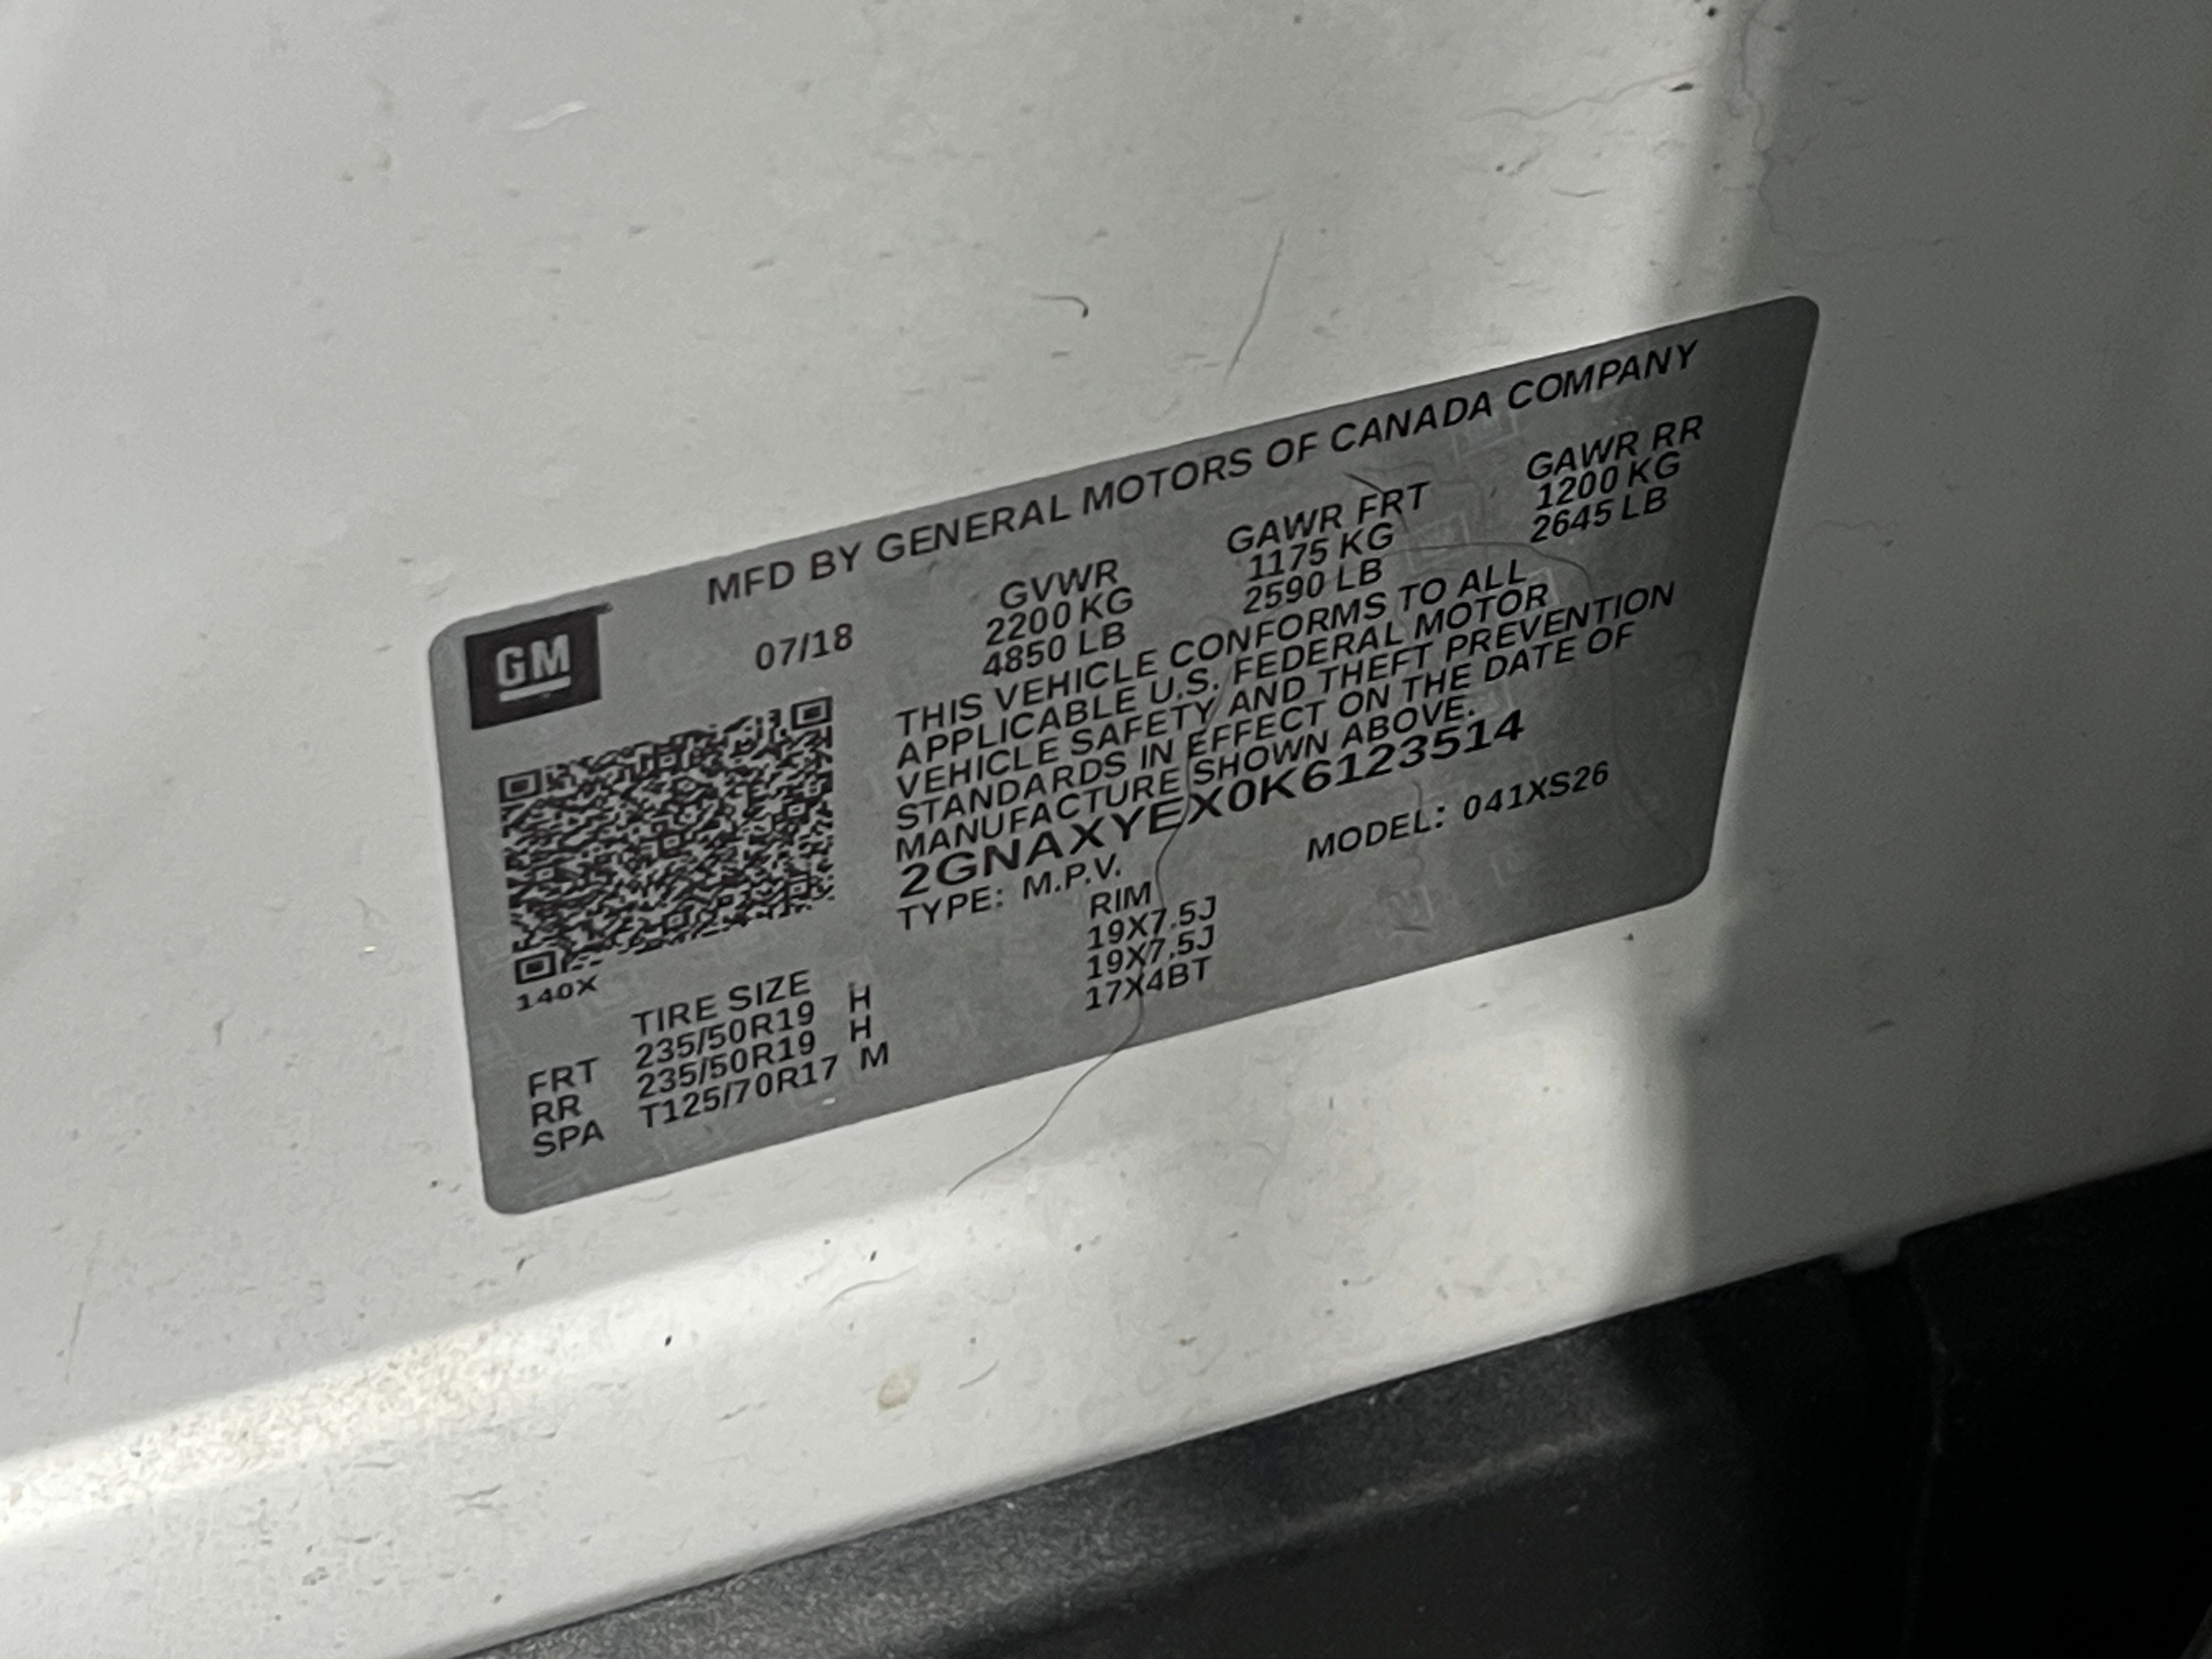 MFD BY GENERAL MOTORS OF CANADA COMPANY
GM
07/18 GVWR GAWR FRT GAWR RR
2200 KG 1175 KG 1200 KG
4850 LB 2590 LB 2645 LB
THIS VEHICLE CONFORMS TO ALL
APPLICABLE U.S. FEDERAL MOTOR
VEHICLE SAFETY AND THEFT PREVENTION
STANDARDS IN EFFECT ON THE DATE OF
MANUFACTURE SHOWN ABOVE.
2GNAXYEX0K6123514
TYPE: M.P.V. MODEL: 041XS26
140X
TIRE SIZE RIM
FRT 235/50R19 H 19X7.5J
RR 235/50R19 H 19X7.5J
SPA T125/70R17 M 17X4BT